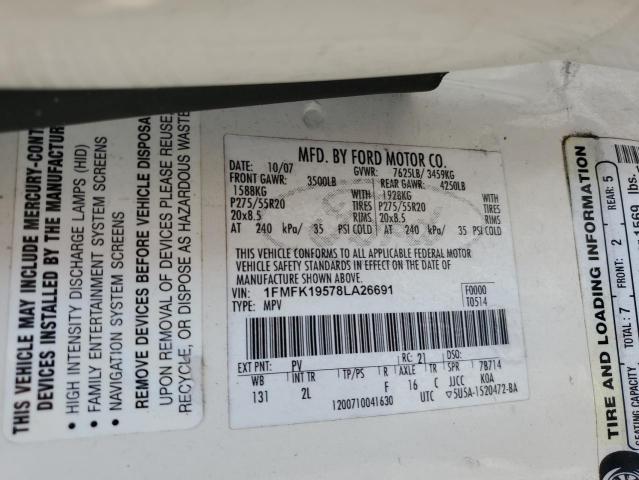 THIS VEHICLE MAY INCLUDE MERCURY-CONT
DEVICES INSTALLED BY THE MANUFACTUR
• HIGH INTENSITY DISCHARGE LAMPS (HID)
• FAMILY ENTERTAINMENT SYSTEM SCREENS
• NAVIGATION SYSTEM SCREENS
REMOVE DEVICES BEFORE VEHICLE DISPOSA
UPON REMOVAL OF DEVICES PLEASE REUSE,
RECYCLE, OR DISPOSE AS HAZARDOUS WASTE
MFD. BY FORD MOTOR CO.
DATE: 10/07 GVWR: 7625LB/ 3459KG
FRONT GAWR: 3500LB REAR GAWR: 4250LB
1588KG WITH 1928KG WITH
P275/55R20 TIRES P275/55R20 TIRES
20x8.5 RIMS 20x8.5 RIMS
AT 240 kPa/ 35 PSI COLD AT 240 kPa/ 35 PSI COLD
THIS VEHICLE CONFORMS TO ALL APPLICABLE FEDERAL MOTOR
VEHICLE SAFETY STANDARDS IN EFFECT ON THE DATE OF
MANUFACTURE SHOWN ABOVE.
VIN: 1FMFK19578LA26691 F0000
TYPE: MPV T0514
EXT PNT: PV RC: 21 DSO:
WB INT TR TP/PS R AXLE TR SPR 7B714
131 2L F 16 C JJCC KOA
1200710041630 UTC ▽5U5A-1520472-BA
TIRE AND LOADING INFORMATION
SEATING CAPACITY TOTAL: 7 FRONT: 2 REAR: 5
1569 lbs.